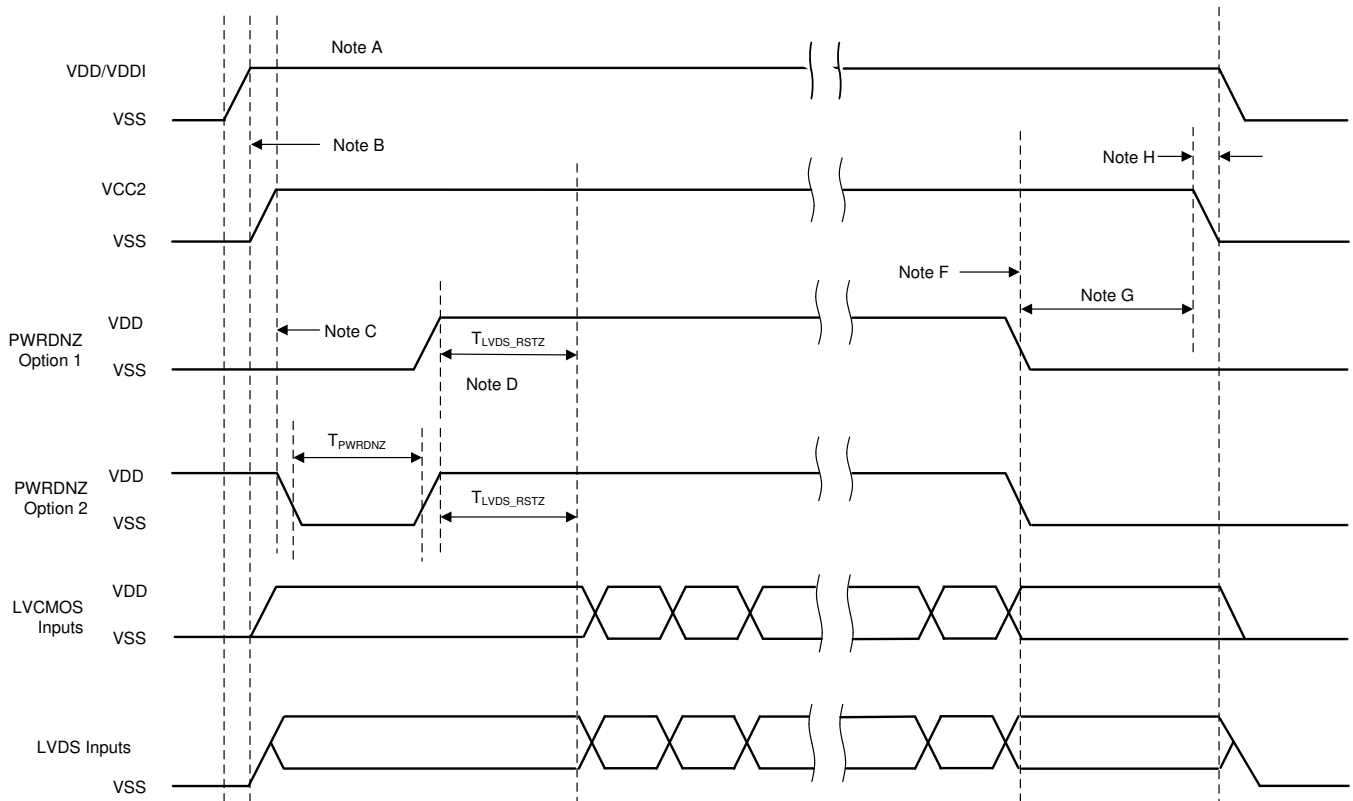 Note A
VDD/VDDI
VSS
Note B
Note H
VCC2
VSS
Note F
Note G
VDD
Note C
PWRDNZ
Option 1
TLVDS_RSTZ
VSS
Note D
TPWRDNZ
VDD
PWRDNZ
Option 2
TLVDS_RSTZ
VSS
VDD
LVCMOS
Inputs
VSS
LVDS Inputs
VSS